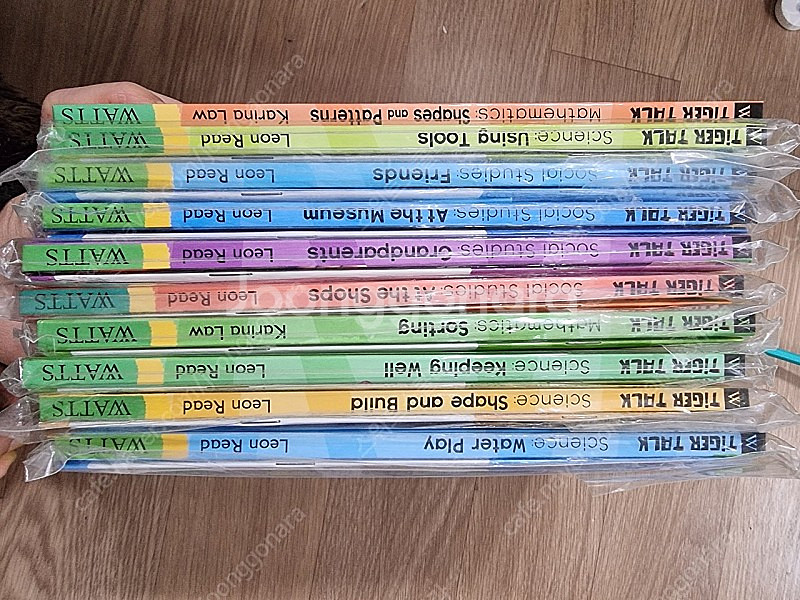 TIGER TALK Mathematics: Shapes and Patterns Karina Law WATTS
TIGER TALK Science: Using Tools Leon Read WATTS
TIGER TALK Social Studies: Friends Leon Read WATTS
TIGER TALK Social Studies: At the Museum Leon Read WATTS
TIGER TALK Social Studies: Grandparents Leon Read WATTS
TIGER TALK Social Studies: At the Shops Leon Read WATTS
TIGER TALK Mathematics: Sorting Karina Law WATTS
TIGER TALK Science: Keeping Well Leon Read WATTS
TIGER TALK Science: Shape and Build Leon Read WATTS
TIGER TALK Science: Water Play Leon Read WATTS
joonggonara